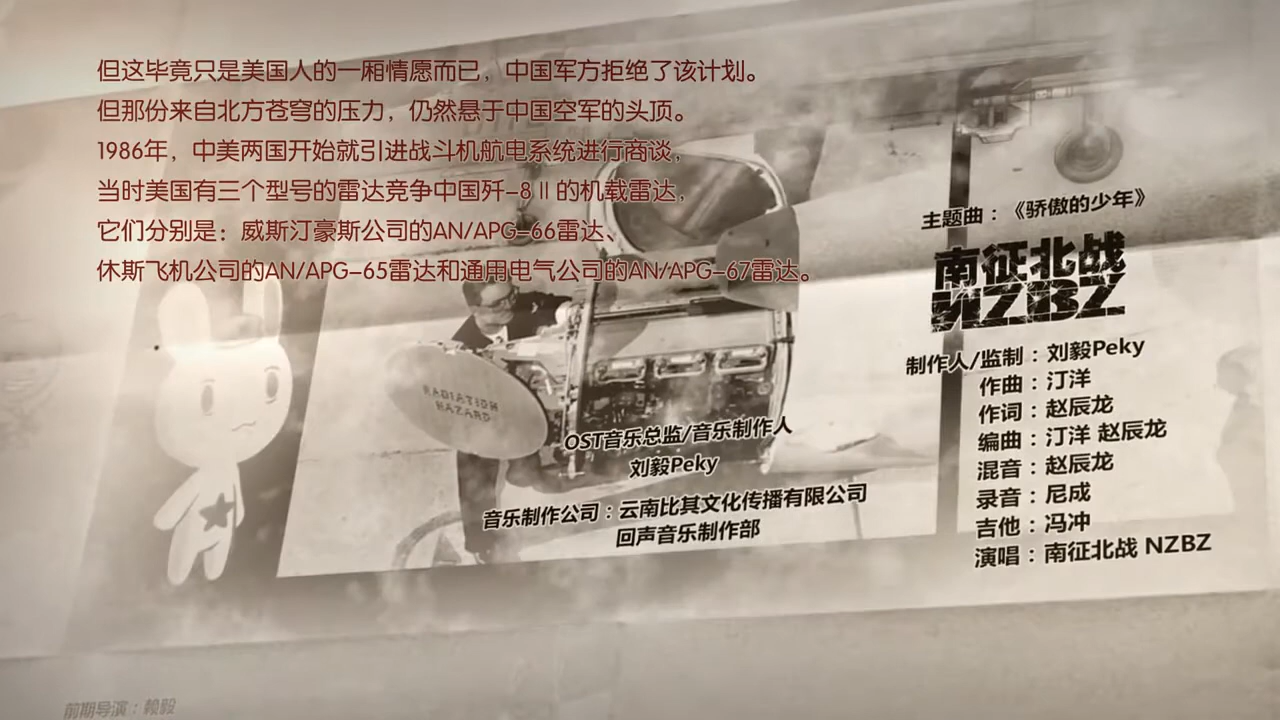 但这毕竟只是美国人的一厢情愿而已，中国军方拒绝了该计划。
但那份来自北方苍穹的压力，仍然悬于中国空军的头顶。
1986年，中美两国开始就引进战斗机航电系统进行商谈，
当时美国有三个型号的雷达竞争中国歼-8Ⅱ的机载雷达，
它们分别是：威斯汀豪斯公司的AN/APG-66雷达、
休斯飞机公司的AN/APG-65雷达和通用电气公司的AN/APG-67雷达。
RADIATION
HAZARD
OST音乐总监/音乐制作人
刘毅Peky
音乐制作公司：云南比其文化传播有限公司
回声音乐制作部
主题曲：《骄傲的少年》
南征北战
NZBZ
制作人/监制：刘毅Peky
作曲：汀洋
作词：赵辰龙
编曲：汀洋 赵辰龙
混音：赵辰龙
录音：尼成
吉他：冯冲
演唱：南征北战 NZBZ
前期导演：赖毅